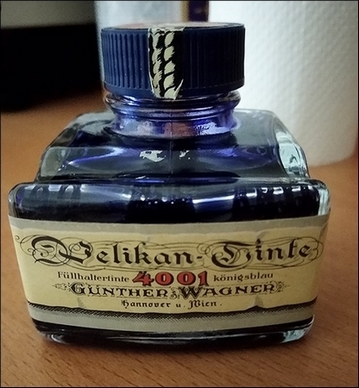 Pelikan-Tinte
Füllhaltertinte 4001 königsblau
GÜNTHER WAGNER
Hannover u. Wien.